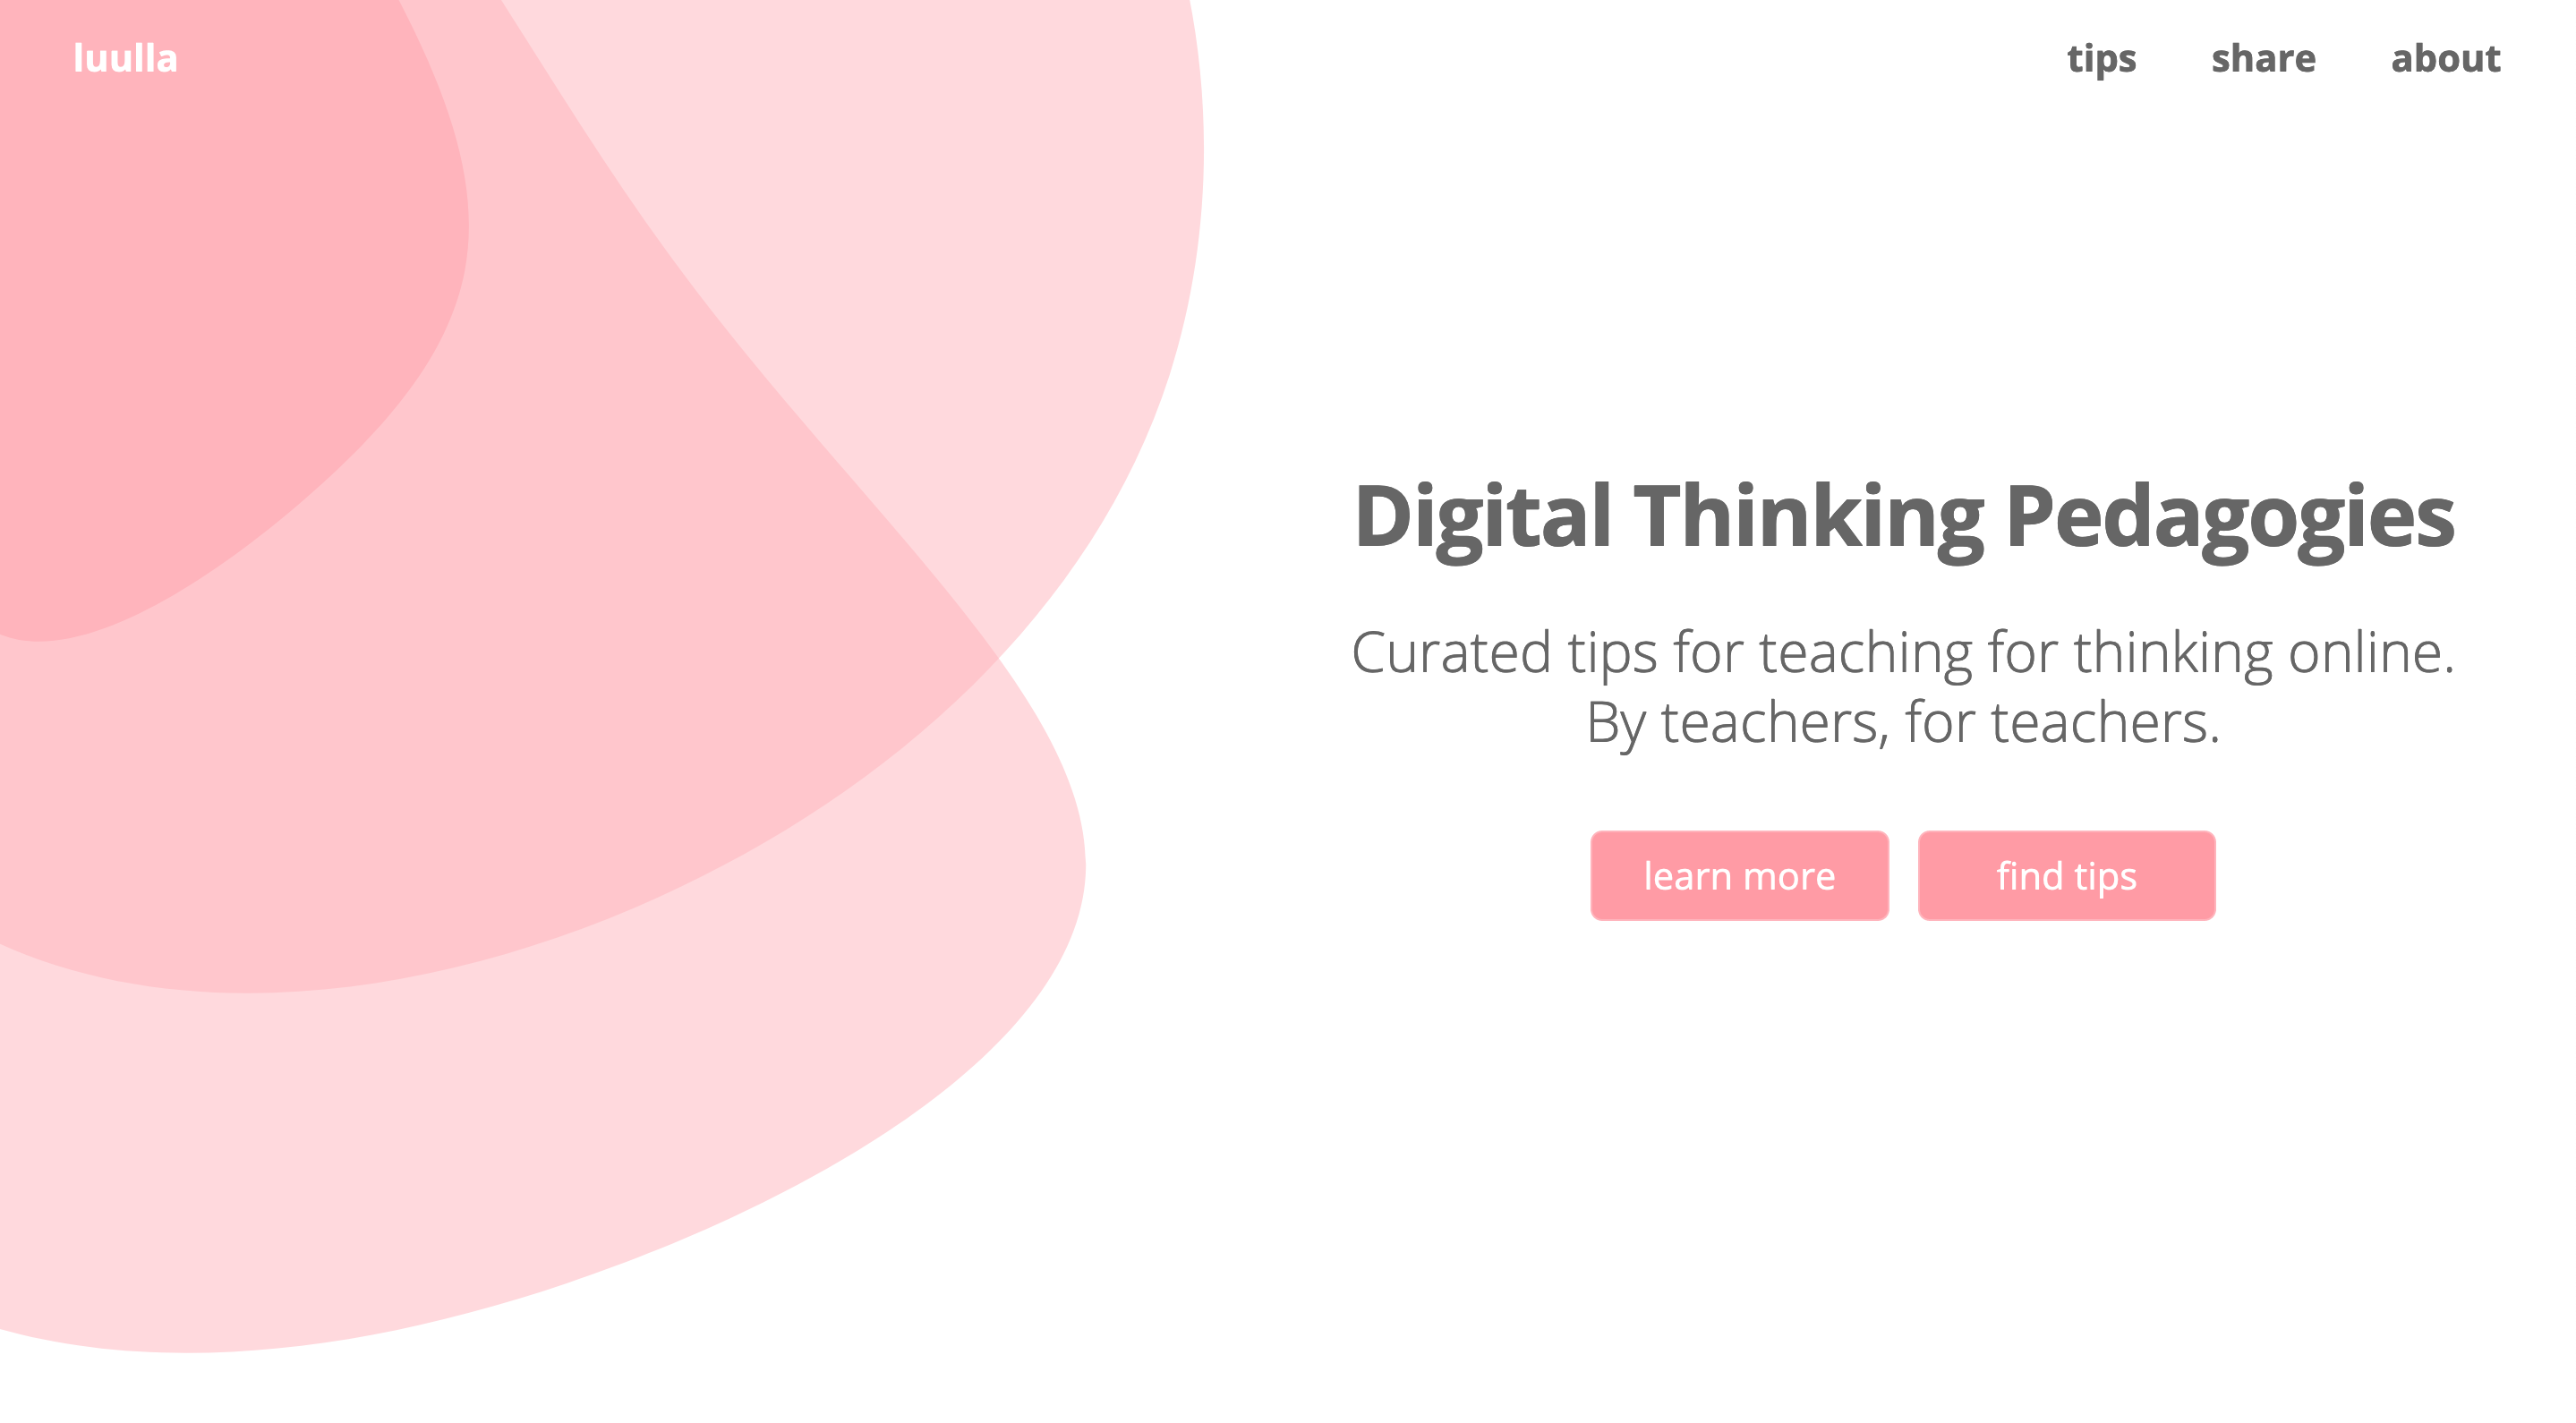 luulla
tips
share
about
Digital Thinking Pedagogies
Curated tips for teaching for thinking online.
By teachers, for teachers.
learn more
find tips